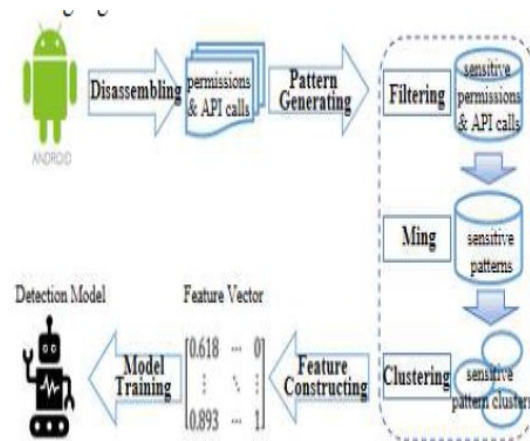 ANDROID
Disassembling
permissions
& API calls
Pattern
Generating
Filtering
sensitive
permissions
& API calls
Ming
sensitive
patterns
Clustering
sensitive
pattern cluster
Feature
Constructing
Feature Vector
[0.618 ··· 0]
⋮ ⋱ ⋮
[0.893 ··· 1]
Model
Training
Detection Model